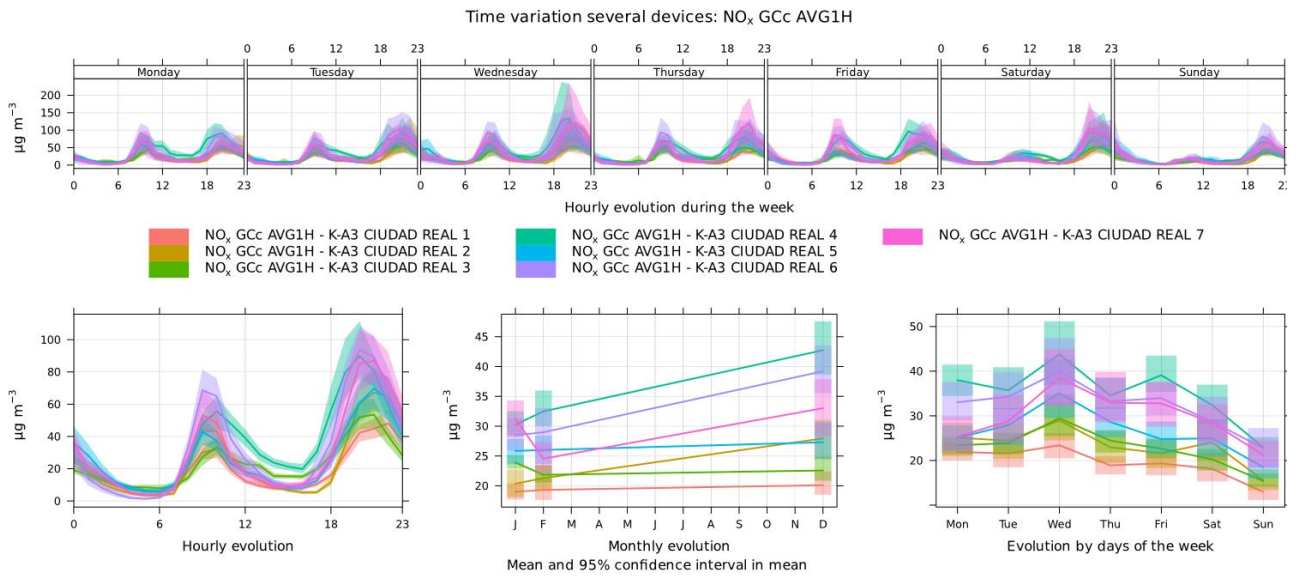 Time variation several devices: NOₓ GCc AVG1H
0 6 12 18 23 0 6 12 18 23 0 6 12 18 23
Monday Tuesday Wednesday Thursday Friday Saturday Sunday
200
150
100
50
0
µg m⁻³
0 6 12 18 23 0 6 12 18 23 0 6 12 18 23 0 6 12 18 23
Hourly evolution during the week
NOₓ GCc AVG1H - K-A3 CIUDAD REAL 1
NOₓ GCc AVG1H - K-A3 CIUDAD REAL 2
NOₓ GCc AVG1H - K-A3 CIUDAD REAL 3
NOₓ GCc AVG1H - K-A3 CIUDAD REAL 4
NOₓ GCc AVG1H - K-A3 CIUDAD REAL 5
NOₓ GCc AVG1H - K-A3 CIUDAD REAL 6
NOₓ GCc AVG1H - K-A3 CIUDAD REAL 7
100
80
60
40
20
0
µg m⁻³
0 6 12 18 23
Hourly evolution
45
40
35
30
25
20
µg m⁻³
J F M A M J J A S O N D
Monthly evolution
50
40
30
20
10
µg m⁻³
Mon Tue Wed Thu Fri Sat Sun
Evolution by days of the week
Mean and 95% confidence interval in mean